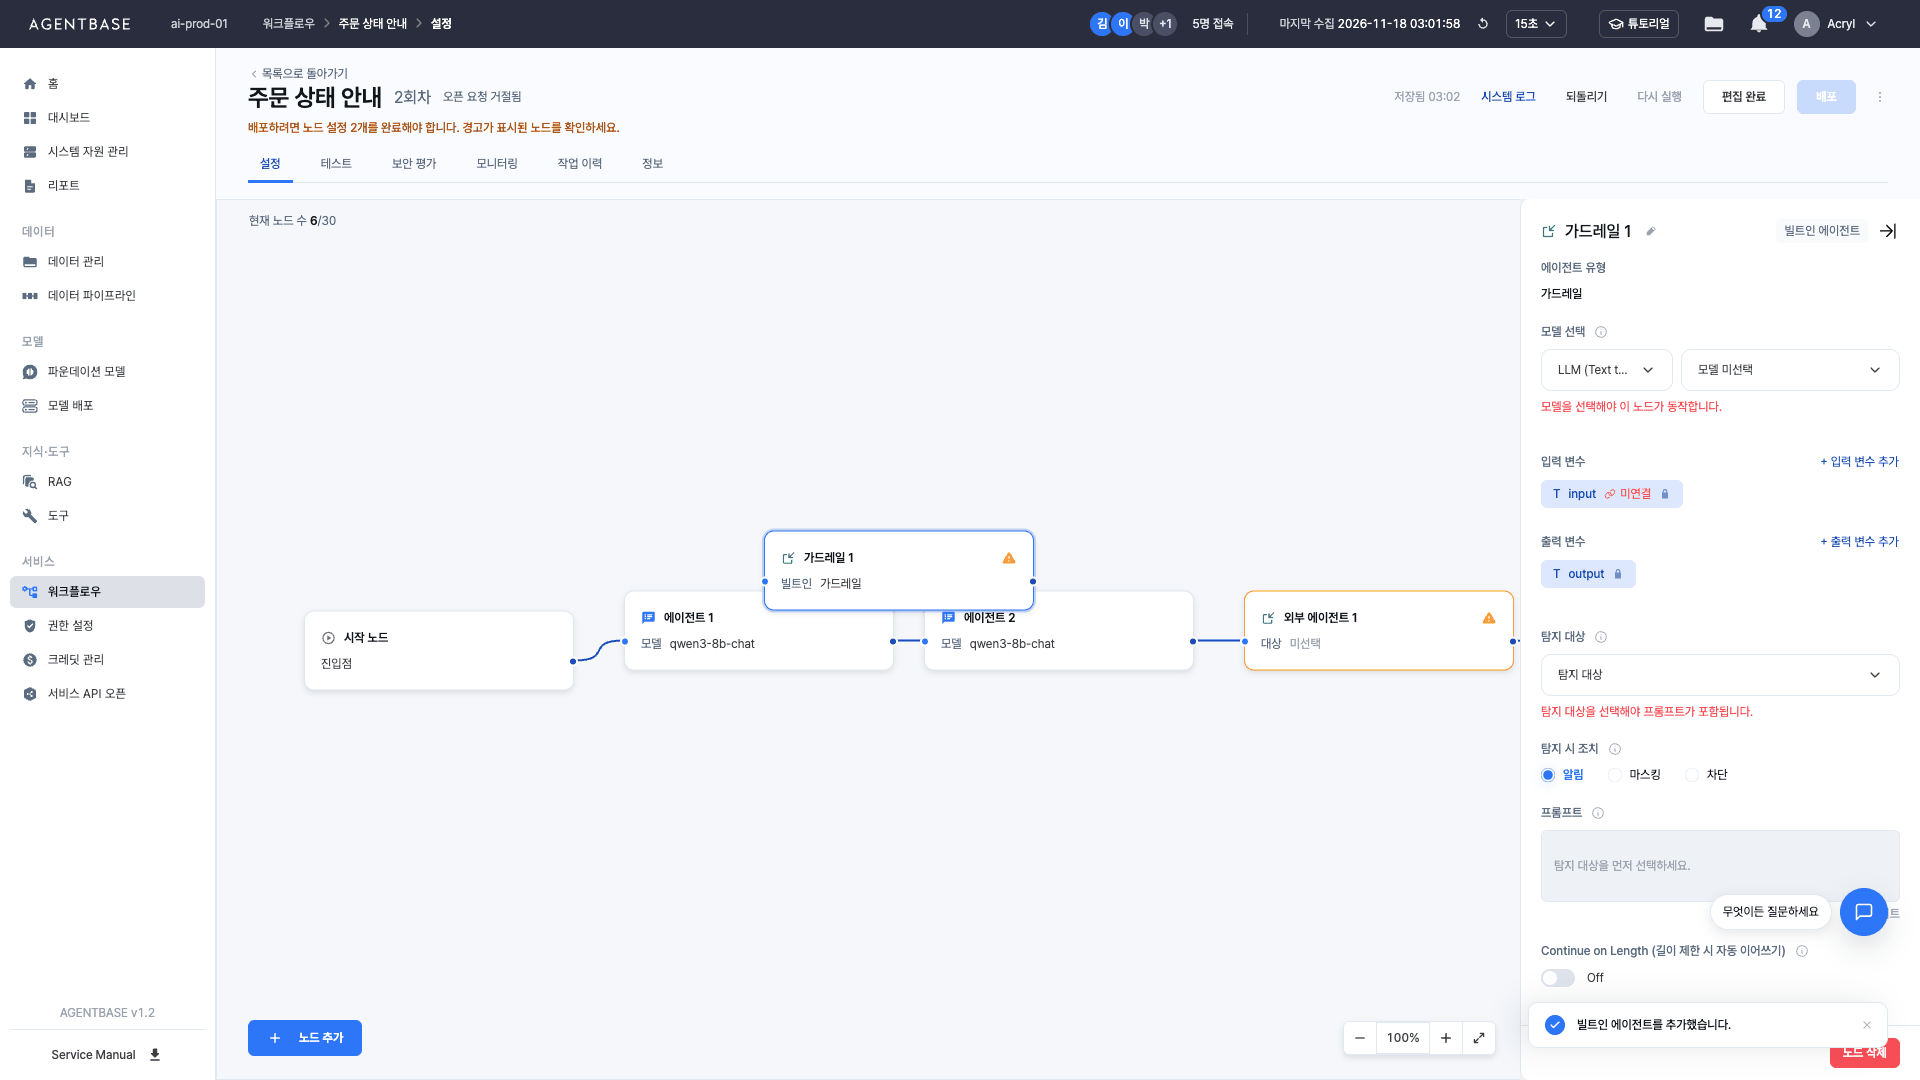 AGENTBASE
ai-prod-01
워크플로우 > 주문 상태 안내 > 설정
김 이 박 +1 5명 접속
마지막 수집 2026-11-18 03:01:58
15초
튜토리얼
12
A Acryl
홈
대시보드
시스템 자원 관리
리포트
데이터
데이터 관리
데이터 파이프라인
모델
파운데이션 모델
모델 배포
지식·도구
RAG
도구
서비스
워크플로우
권한 설정
크레딧 관리
서비스 API 오픈
AGENTBASE v1.2
Service Manual
목록으로 돌아가기
주문 상태 안내 2회차 오픈 요청 거절됨
저장됨 03:02 시스템 로그 되돌리기 다시 실행 편집 완료 배포
배포하려면 노드 설정 2개를 완료해야 합니다. 경고가 표시된 노드를 확인하세요.
설정 테스트 보안 평가 모니터링 작업 이력 정보
현재 노드 수 6/30
가드레일 1
빌트인 가드레일
시작 노드
진입점
에이전트 1
모델 qwen3-8b-chat
에이전트 2
모델 qwen3-8b-chat
외부 에이전트 1
대상 미선택
+ 노드 추가
100%
가드레일 1
빌트인 에이전트
에이전트 유형
가드레일
모델 선택
LLM (Text t...
모델 미선택
모델을 선택해야 이 노드가 동작합니다.
입력 변수
+ 입력 변수 추가
T input 미연결
출력 변수
+ 출력 변수 추가
T output
탐지 대상
탐지 대상
탐지 대상을 선택해야 프롬프트가 포함됩니다.
탐지 시 조치
알림 마스킹 차단
프롬프트
탐지 대상을 먼저 선택하세요.
무엇이든 질문하세요
트
Continue on Length (길이 제한 시 자동 이어쓰기)
Off
빌트인 에이전트를 추가했습니다.
노드 삭제